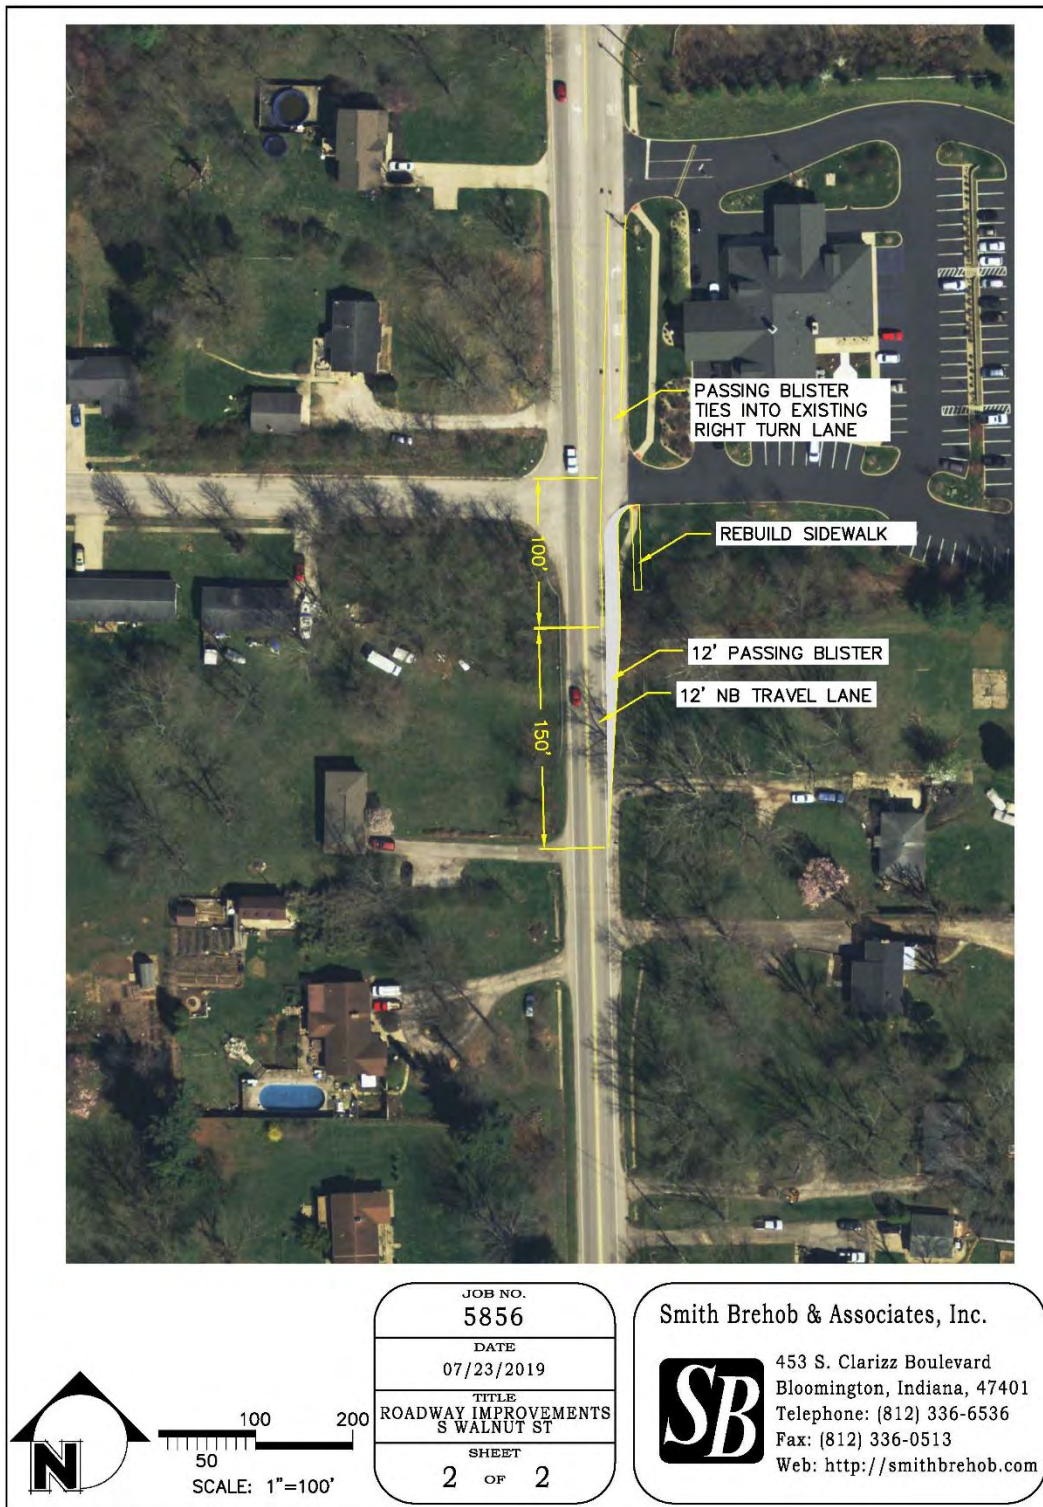 PASSING BLISTER
TIES INTO EXISTING
RIGHT TURN LANE
REBUILD SIDEWALK
100'
12' PASSING BLISTER
12' NB TRAVEL LANE
150'
N
100
200
50
SCALE: 1"=100'
JOB NO.
5856
DATE
07/23/2019
TITLE
ROADWAY IMPROVEMENTS
S WALNUT ST
SHEET
2 OF 2
Smith Brehob & Associates, Inc.
SB
453 S. Clarizz Boulevard
Bloomington, Indiana, 47401
Telephone: (812) 336-6536
Fax: (812) 336-0513
Web: http://smithbrehob.com